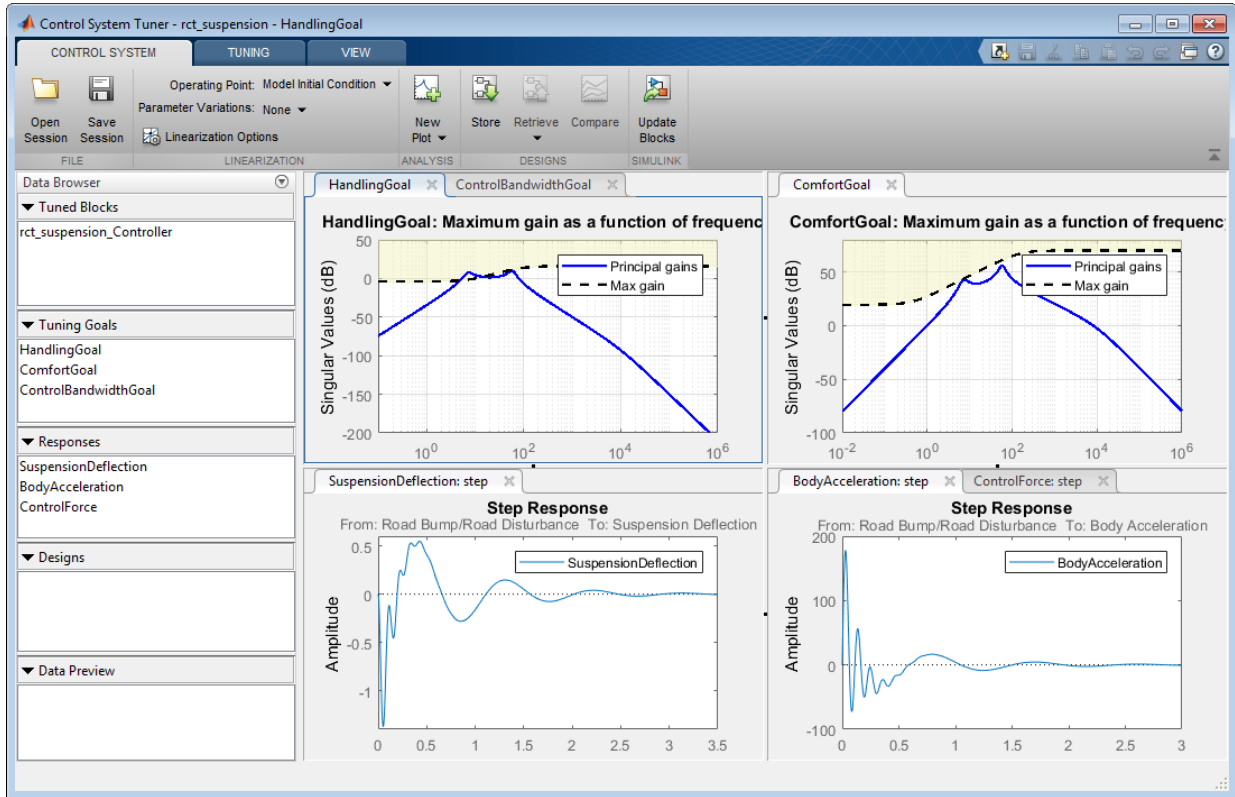 Control System Tuner - rct_suspension - HandlingGoal
CONTROL SYSTEM TUNING VIEW
Open Session
Save Session
Operating Point: Model Initial Condition
Parameter Variations: None
Linearization Options
New Plot
Store
Retrieve
Compare
Update Blocks
FILE LINEARIZATION ANALYSIS DESIGNS SIMULINK
Data Browser
Tuned Blocks
rct_suspension_Controller
Tuning Goals
HandlingGoal
ComfortGoal
ControlBandwidthGoal
Responses
SuspensionDeflection
BodyAcceleration
ControlForce
Designs
Data Preview
HandlingGoal ControlBandwidthGoal
HandlingGoal: Maximum gain as a function of frequenc
Singular Values (dB)
50
0
-50
-100
-150
-200
Principal gains
Max gain
10^0 10^2 10^4 10^6
ComfortGoal
ComfortGoal: Maximum gain as a function of frequenc
Singular Values (dB)
50
0
-50
-100
Principal gains
Max gain
10^-2 10^0 10^2 10^4 10^6
SuspensionDeflection: step
Step Response
From: Road Bump/Road Disturbance To: Suspension Deflection
Amplitude
0.5
0
-0.5
-1
SuspensionDeflection
0 0.5 1 1.5 2 2.5 3 3.5
BodyAcceleration: step ControlForce: step
Step Response
From: Road Bump/Road Disturbance To: Body Acceleration
Amplitude
200
100
0
-100
BodyAcceleration
0 0.5 1 1.5 2 2.5 3